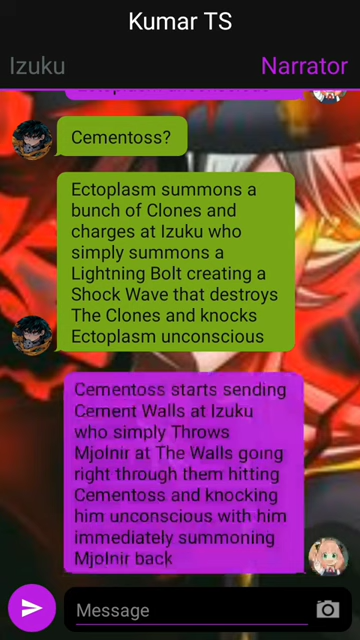 Kumar TS
Izuku
Narrator
Ectoplasm unconscious
Cementoss?
Ectoplasm summons a
bunch of Clones and
charges at Izuku who
simply summons a
Lightning Bolt creating a
Shock Wave that destroys
The Clones and knocks
Ectoplasm unconscious
Cementoss starts sending
Cement Walls at Izuku
who simply Throws
Mjolnir at The Walls going
right through them hitting
Cementoss and knocking
him unconscious with him
immediately summoning
Mjolnir back
Message